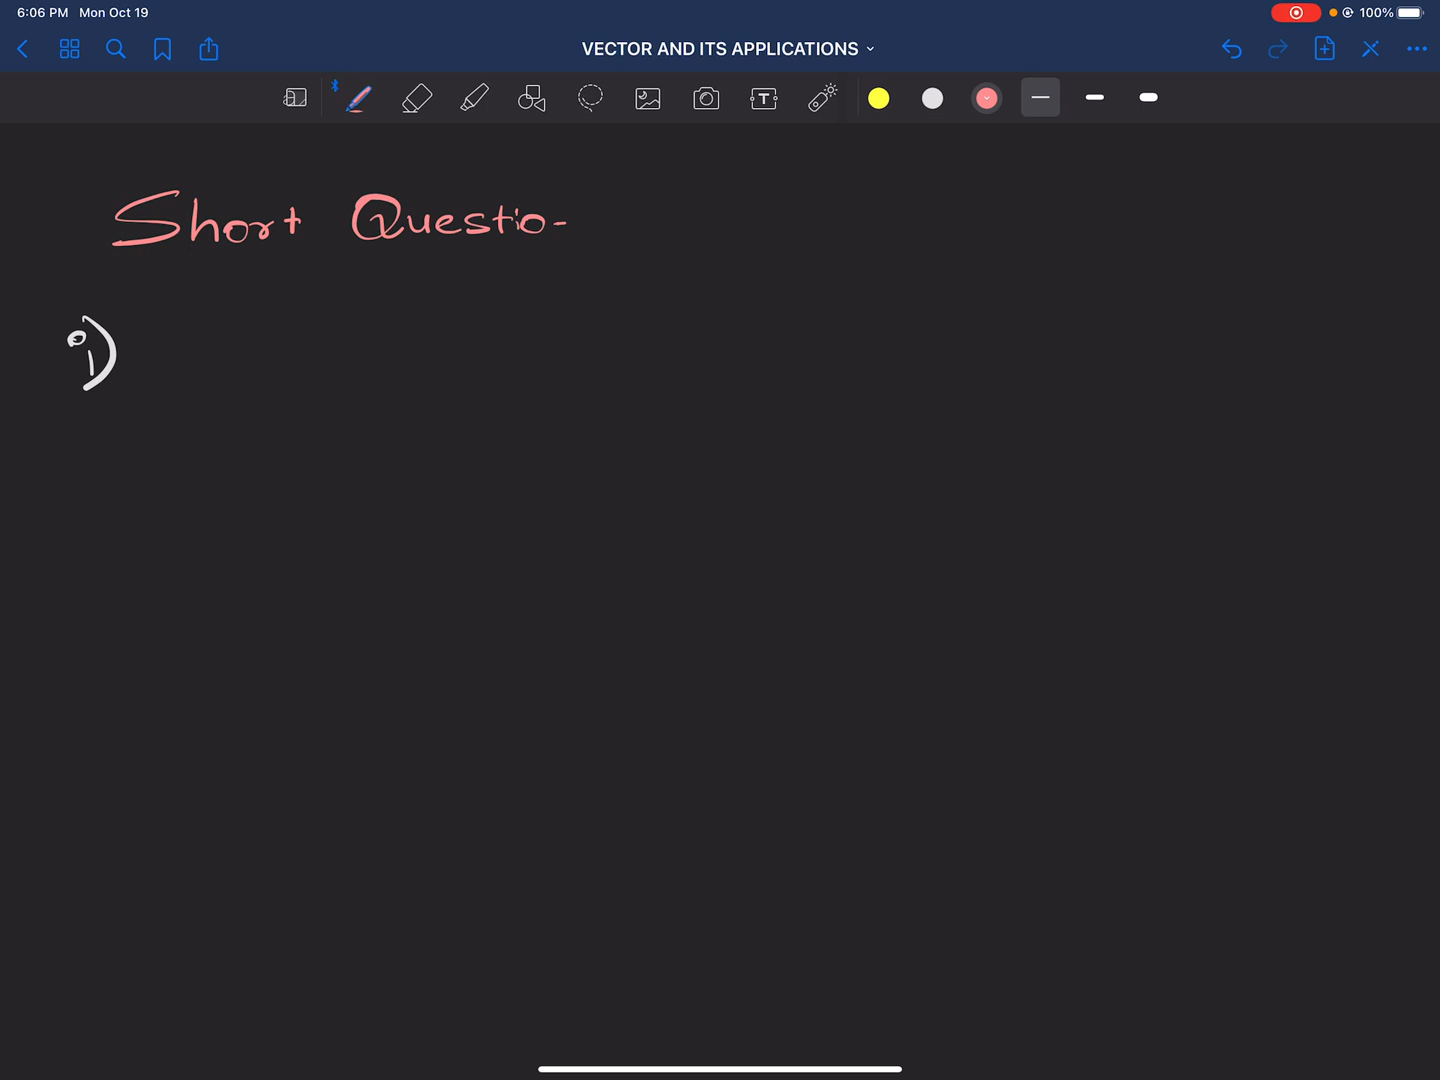 6:06 PM Mon Oct 19 100%
VECTOR AND ITS APPLICATIONS
T
Short Questio-
i)